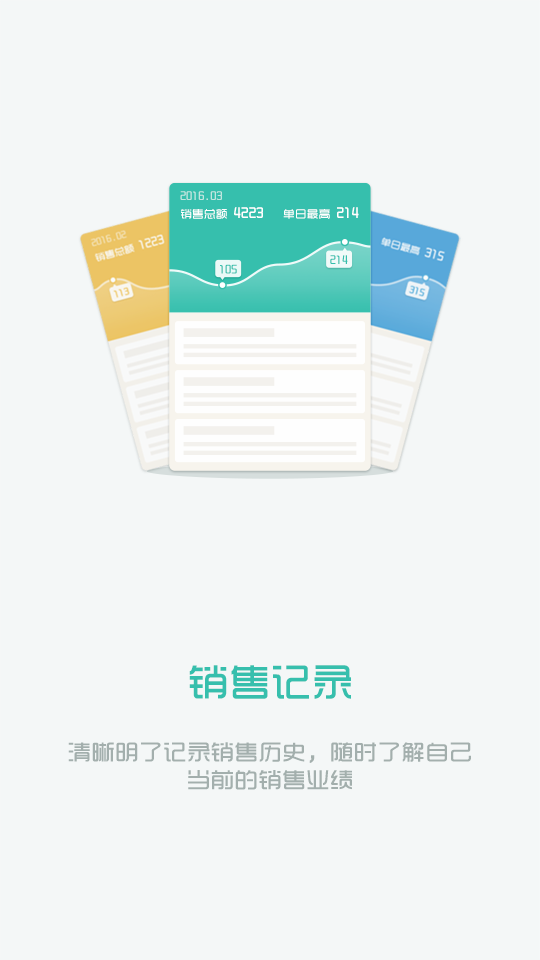 2016.03
销售总额 4223 单日最高 214
105
214
2016.02
销售总额 1223
113
单日最高 315
315
销售记录
清晰明了记录销售历史，随时了解自己
当前的销售业绩